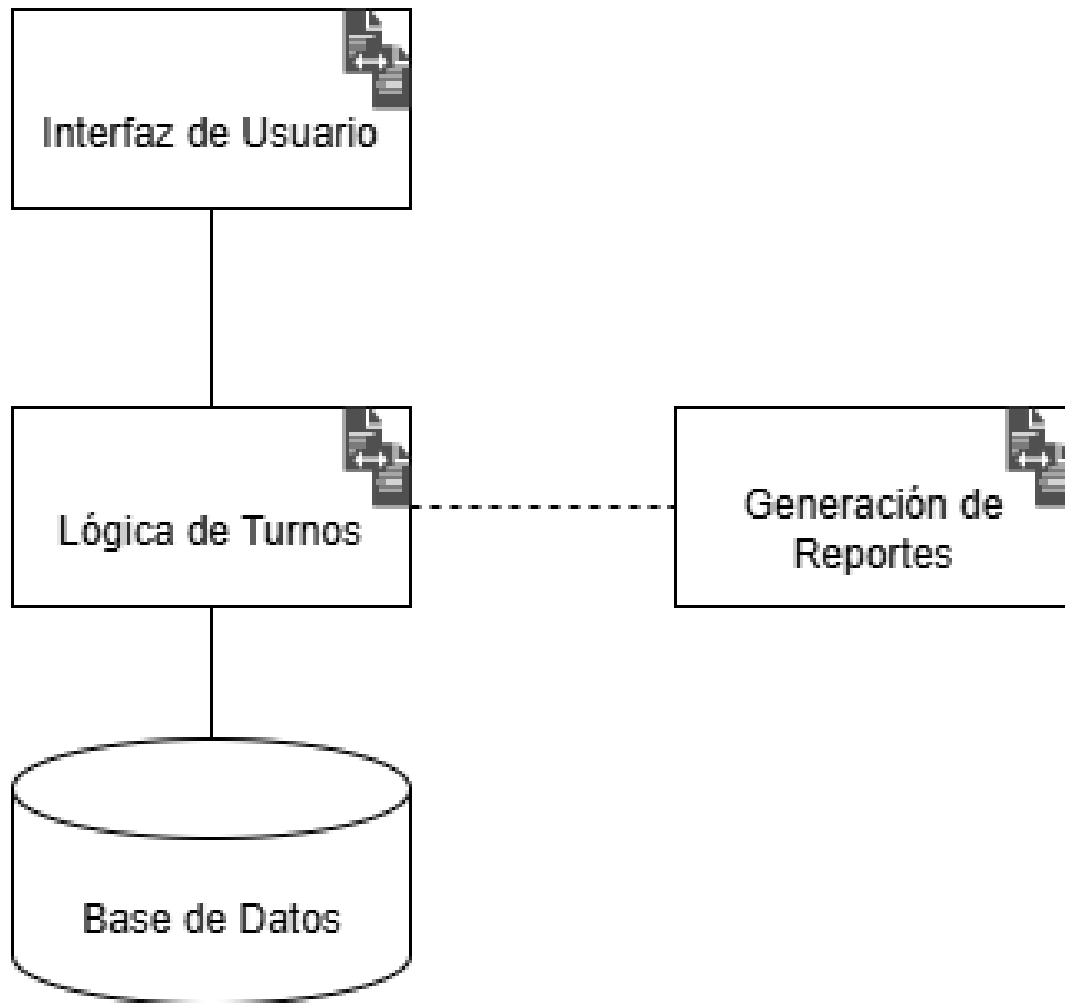 Interfaz de Usuario
Lógica de Turnos
Generación de
Reportes
Base de Datos